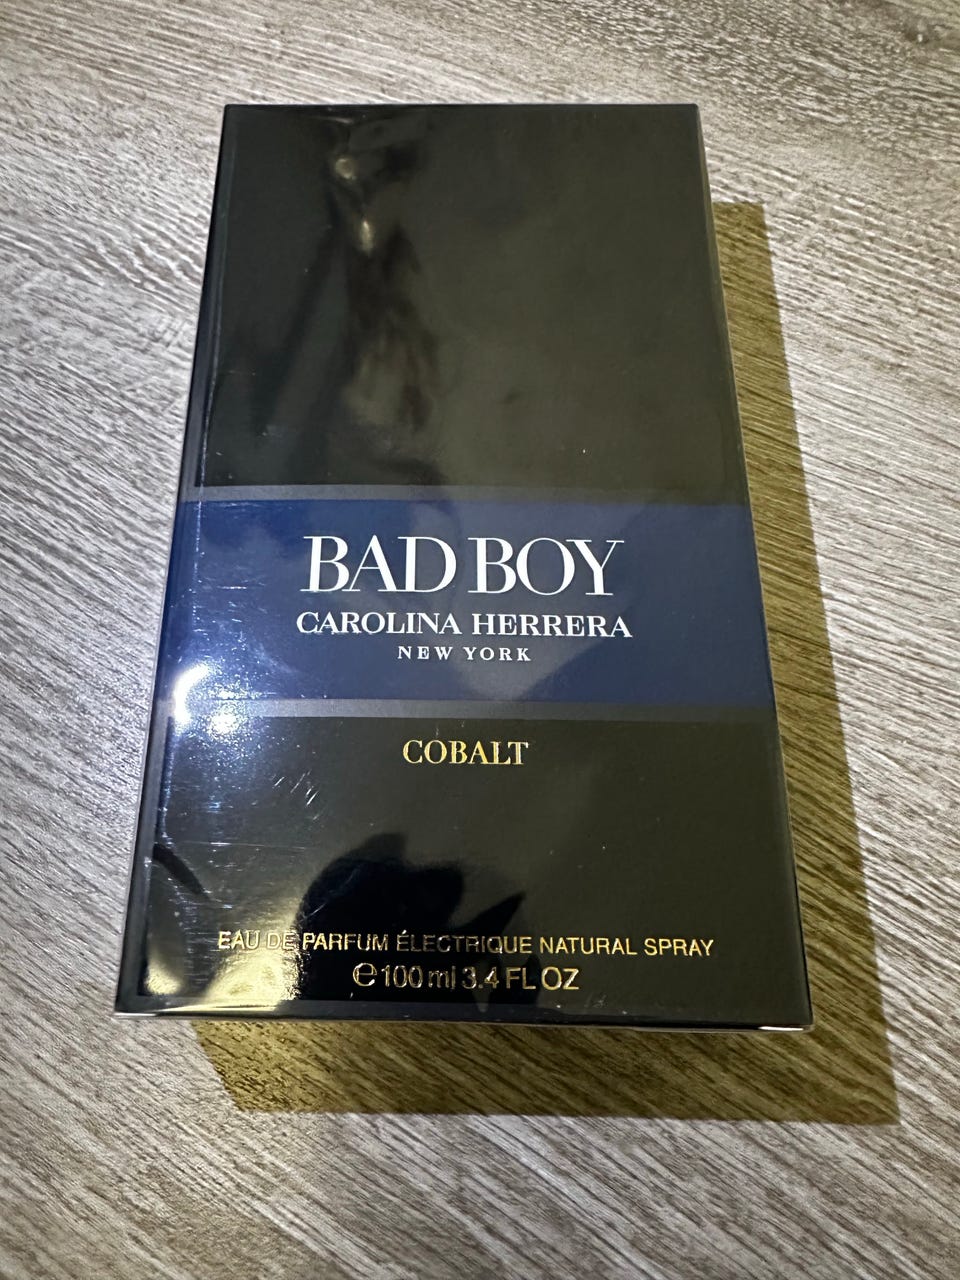 BAD BOY
CAROLINA HERRERA
NEW YORK
COBALT
EAU DE PARFUM ÉLECTRIQUE NATURAL SPRAY
℮ 100 ml 3.4 FL OZ